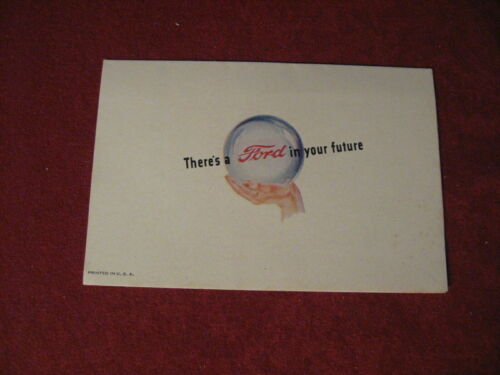 There's a Ford in your future
PRINTED IN U. S. A.